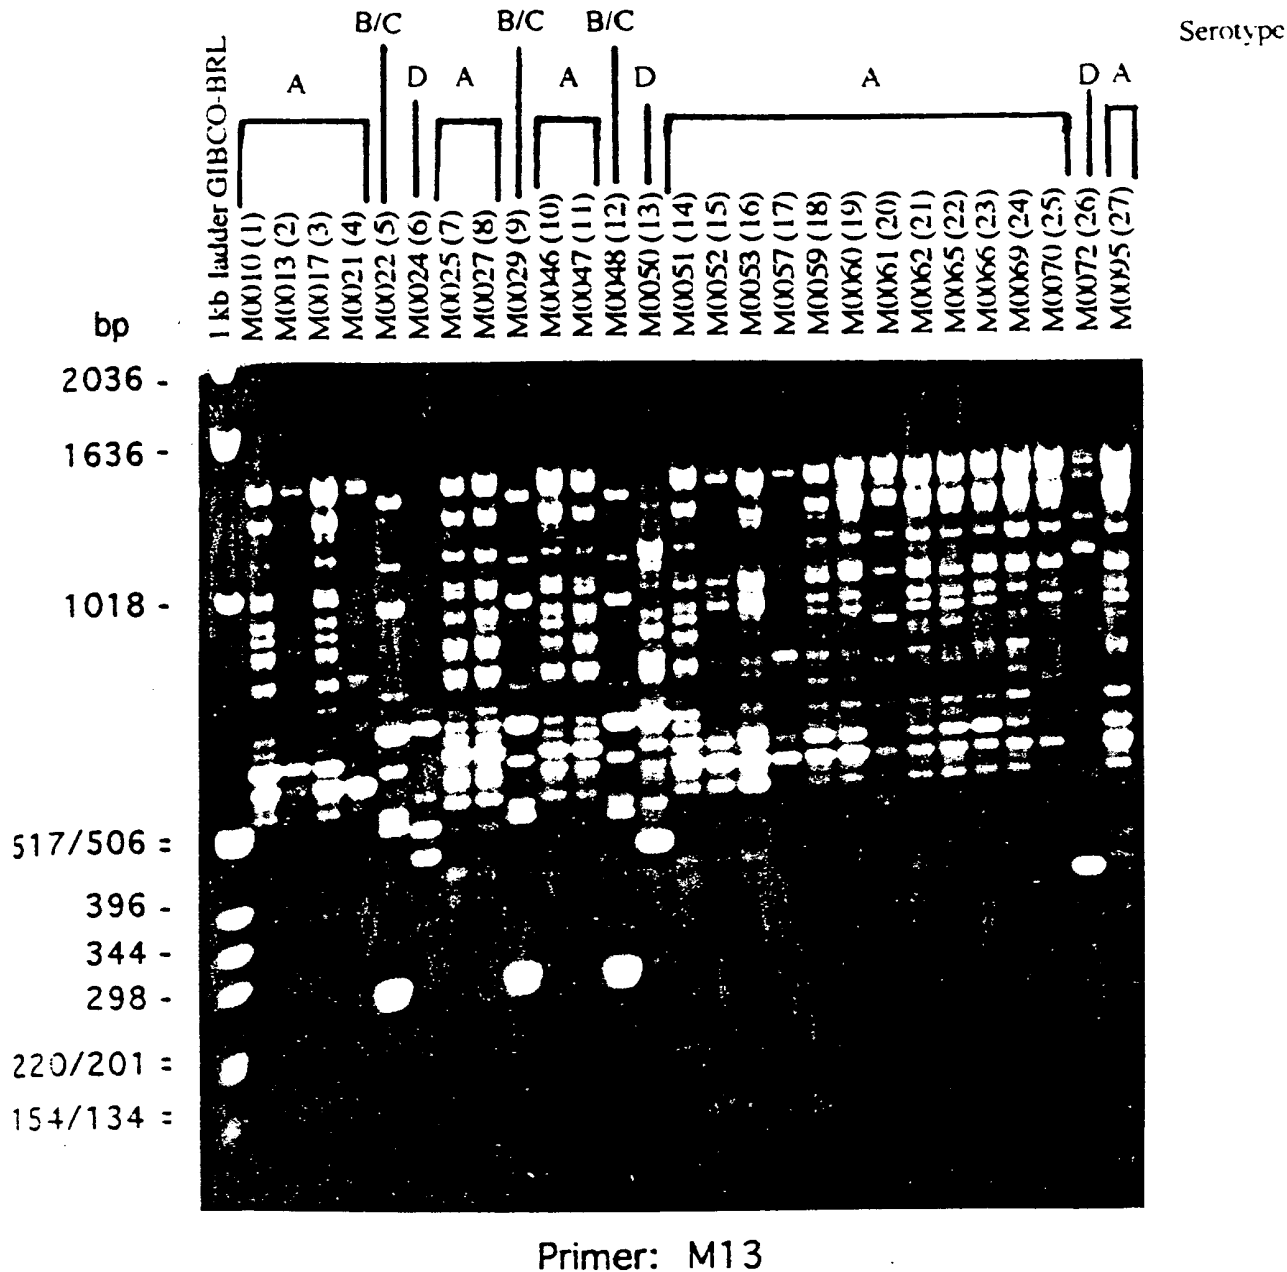 Serotype
B/C B/C B/C
A D A A D A D A
1 kb ladder GIBCO-BRL
M0010 (1)
M0013 (2)
M0017 (3)
M0021 (4)
M0022 (5)
M0024 (6)
M0025 (7)
M0027 (8)
M0029 (9)
M0046 (10)
M0047 (11)
M0048 (12)
M0050 (13)
M0051 (14)
M0052 (15)
M0053 (16)
M0057 (17)
M0059 (18)
M0060 (19)
M0061 (20)
M0062 (21)
M0065 (22)
M0066 (23)
M0069 (24)
M0070 (25)
M0072 (26)
M0095 (27)
bp
2036 -
1636 -
1018 -
517/506 =
396 -
344 -
298 -
220/201 =
154/134 =
Primer: M13